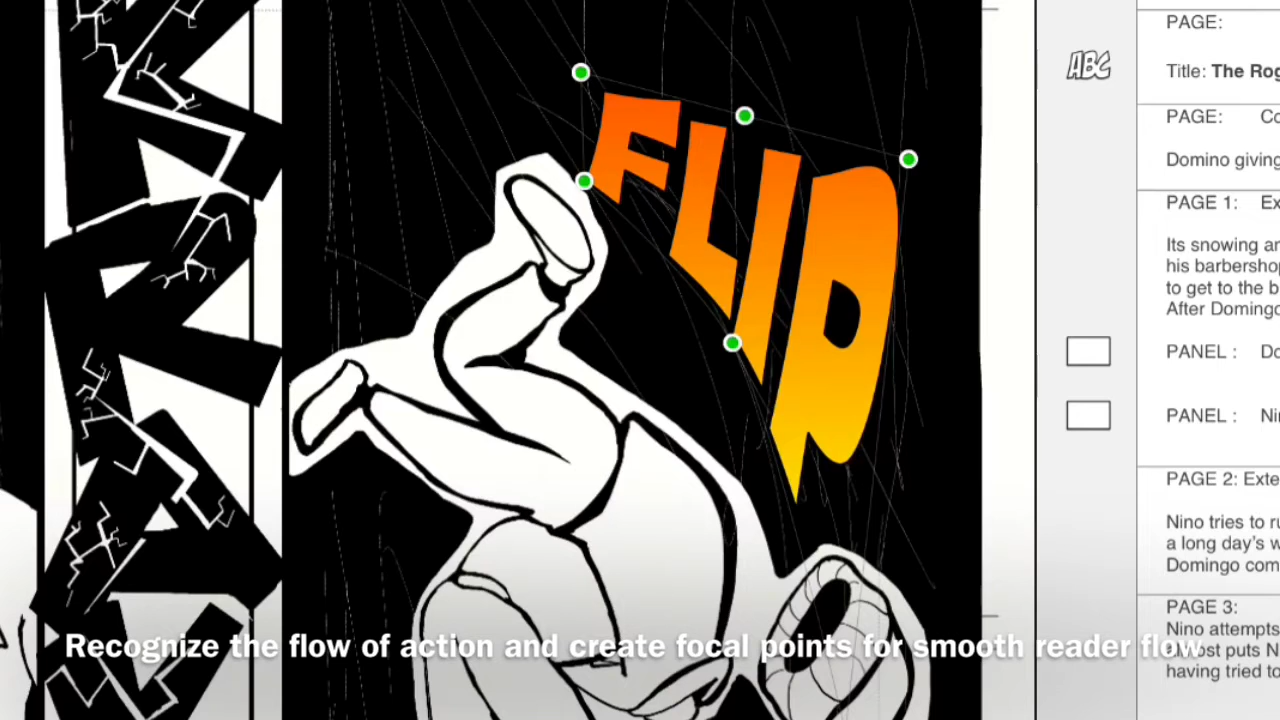 FLIP
ABC
PAGE:
Title: The Rog
PAGE: Co
Domino giving
PAGE 1: Ex
Its snowing an
his barbershop
to get to the b
After Domingo
PANEL : Do
PANEL : Nin
PAGE 2: Exte
Nino tries to ru
a long day's w
Domingo com
PAGE 3:
Nino attempts
puts N
having tried to
Recognize the flow of action and create focal points for smooth reader flow